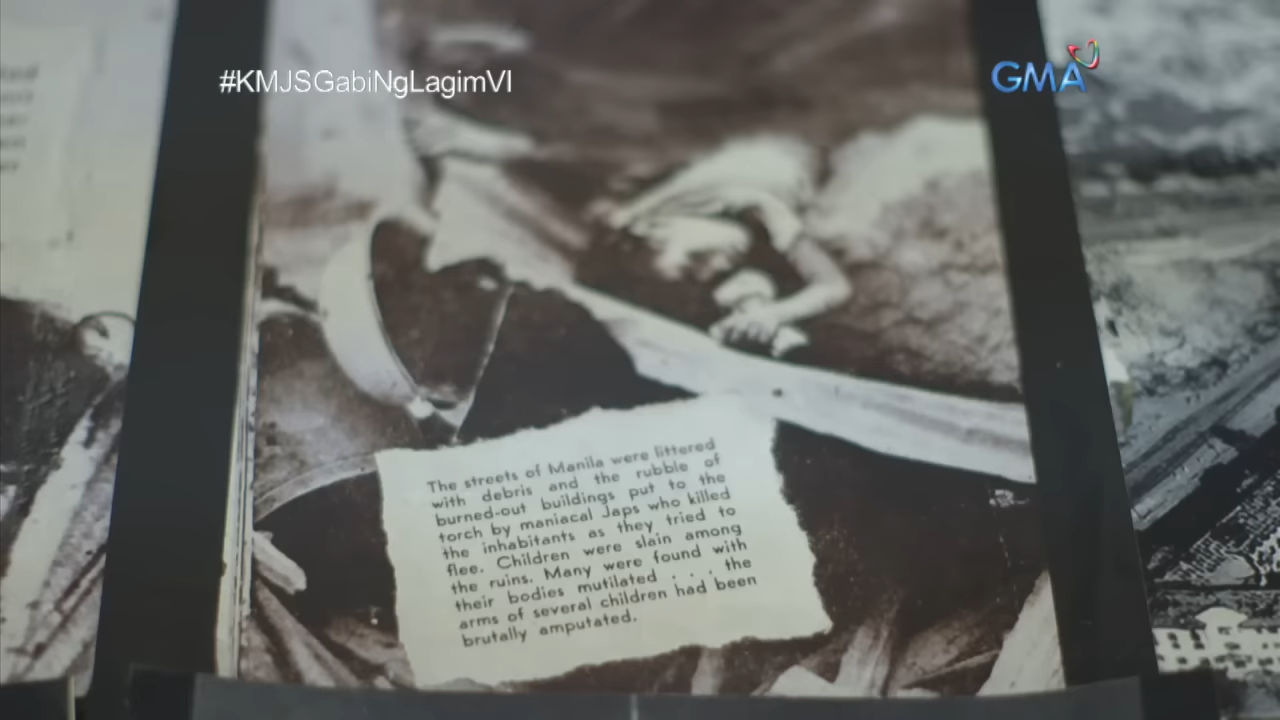 #KMJSGabiNgLagimVI
GMA
The streets of Manila were littered
with debris and the rubble of
burned-out buildings put to the
torch by maniacal Japs who killed
the inhabitants as they tried to
flee. Children were slain among
the ruins. Many were found with
their bodies mutilated . . . the
arms of several children had been
brutally amputated.